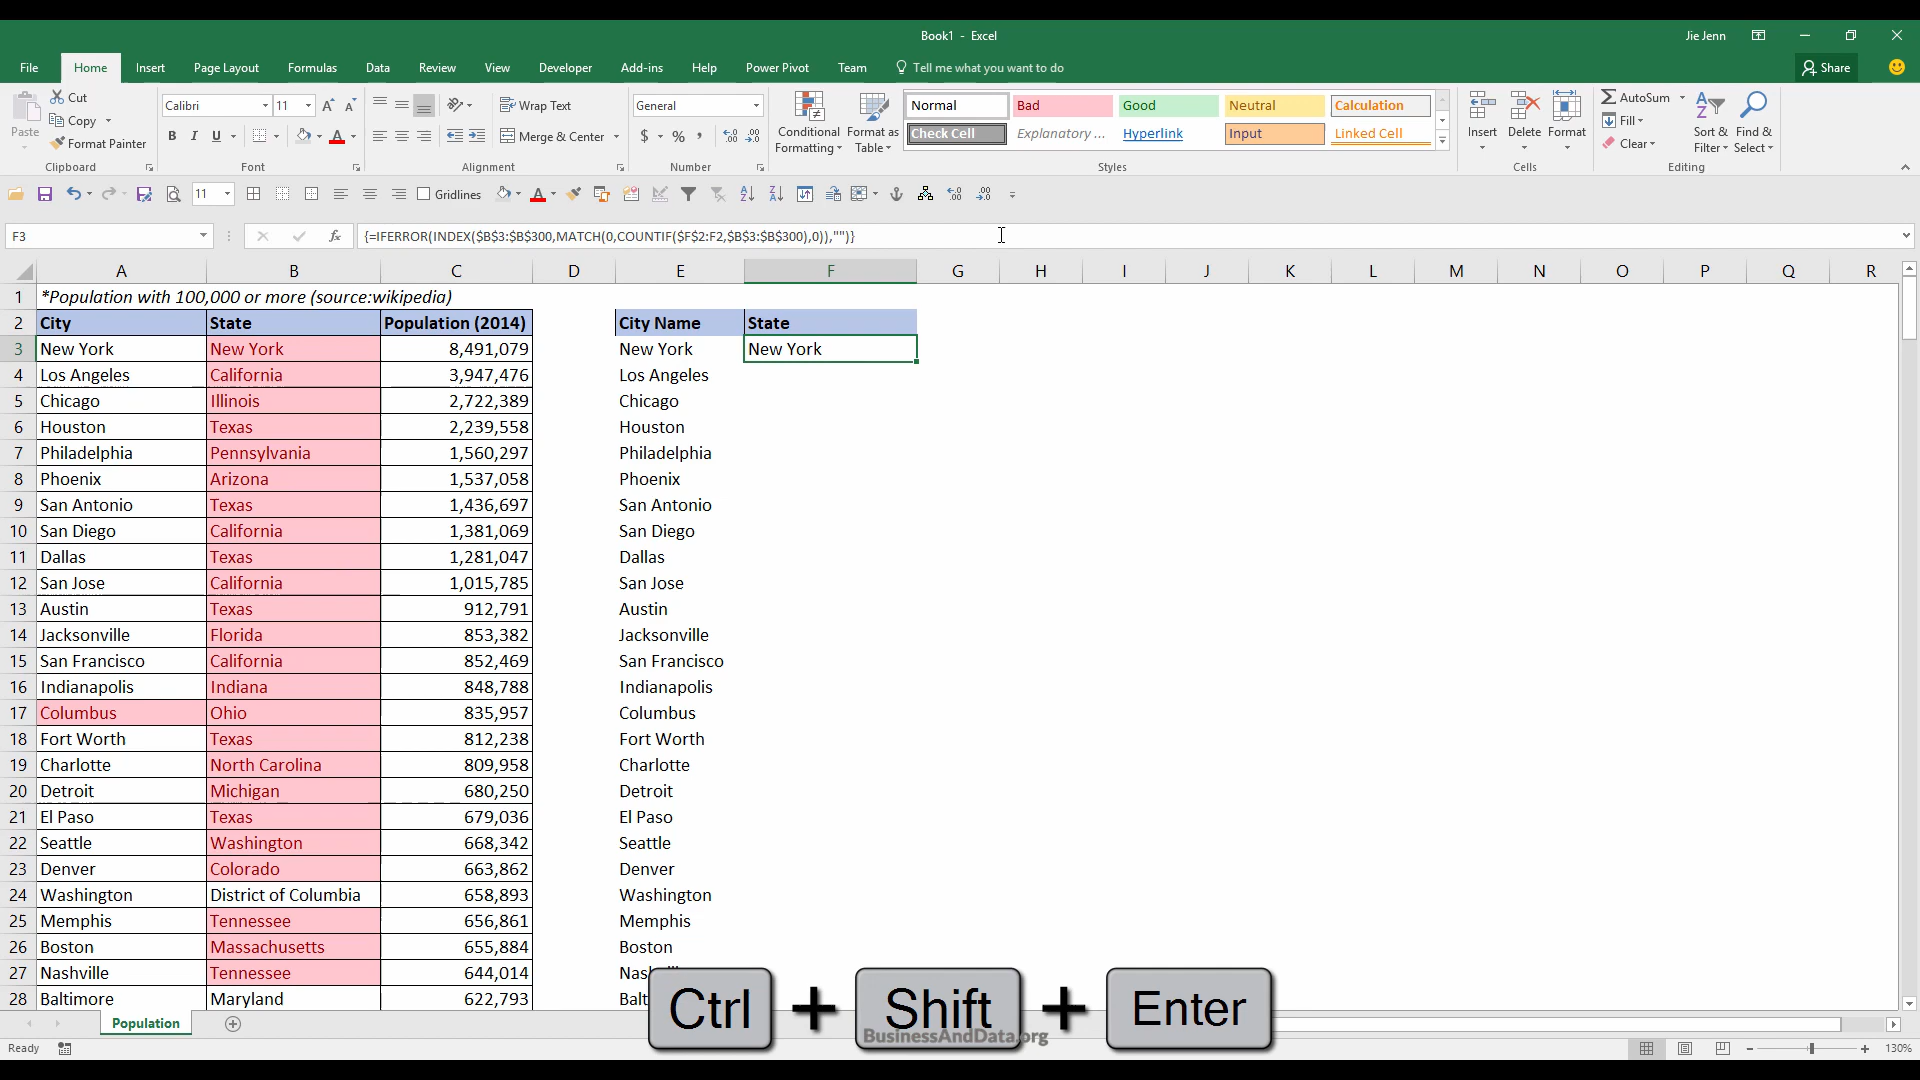 Book1 - Excel
Jie Jenn
File Home Insert Page Layout Formulas Data Review View Developer Add-ins Help Power Pivot Team Tell me what you want to do Share
Paste
Cut
Copy
Format Painter
Clipboard
Calibri 11 A A
B I U A
Font
Wrap Text
Merge & Center
Alignment
General
$ % ,
Number
Conditional Formatting
Format as Table
Normal Bad Good Neutral Calculation
Check Cell Explanatory ... Hyperlink Input Linked Cell
Styles
Insert Delete Format
Cells
AutoSum
Fill
Clear
Sort & Filter
Find & Select
Editing
11 Gridlines
F3 fx {=IFERROR(INDEX($B$3:$B$300,MATCH(0,COUNTIF($F$2:F2,$B$3:$B$300),0)),"")}
A B C D E F G H I J K L M N O P Q R
1 *Population with 100,000 or more (source:wikipedia)
2 City State Population (2014) City Name State
3 New York New York 8,491,079 New York New York
4 Los Angeles California 3,947,476 Los Angeles
5 Chicago Illinois 2,722,389 Chicago
6 Houston Texas 2,239,558 Houston
7 Philadelphia Pennsylvania 1,560,297 Philadelphia
8 Phoenix Arizona 1,537,058 Phoenix
9 San Antonio Texas 1,436,697 San Antonio
10 San Diego California 1,381,069 San Diego
11 Dallas Texas 1,281,047 Dallas
12 San Jose California 1,015,785 San Jose
13 Austin Texas 912,791 Austin
14 Jacksonville Florida 853,382 Jacksonville
15 San Francisco California 852,469 San Francisco
16 Indianapolis Indiana 848,788 Indianapolis
17 Columbus Ohio 835,957 Columbus
18 Fort Worth Texas 812,238 Fort Worth
19 Charlotte North Carolina 809,958 Charlotte
20 Detroit Michigan 680,250 Detroit
21 El Paso Texas 679,036 El Paso
22 Seattle Washington 668,342 Seattle
23 Denver Colorado 663,862 Denver
24 Washington District of Columbia 658,893 Washington
25 Memphis Tennessee 656,861 Memphis
26 Boston Massachusetts 655,884 Boston
27 Nashville Tennessee 644,014
28 Baltimore Maryland 622,793
Ctrl + Shift + Enter
BusinessAndData.org
Population
Ready
130%